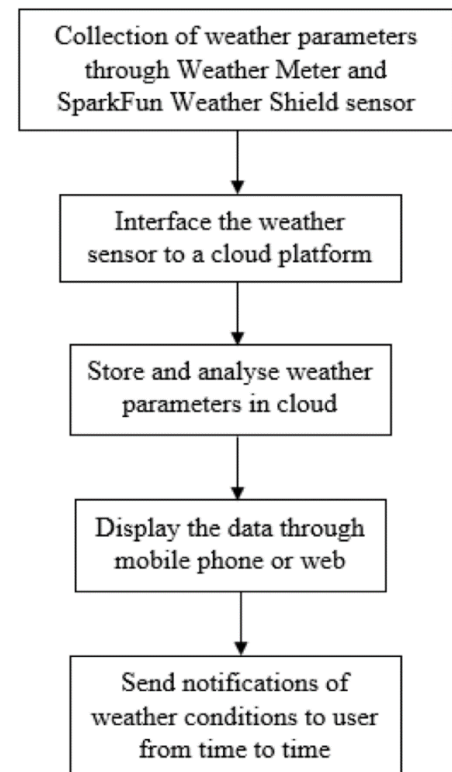 Collection of weather parameters
through Weather Meter and
SparkFun Weather Shield sensor
Interface the weather
sensor to a cloud platform
Store and analyse weather
parameters in cloud
Display the data through
mobile phone or web
Send notifications of
weather conditions to user
from time to time